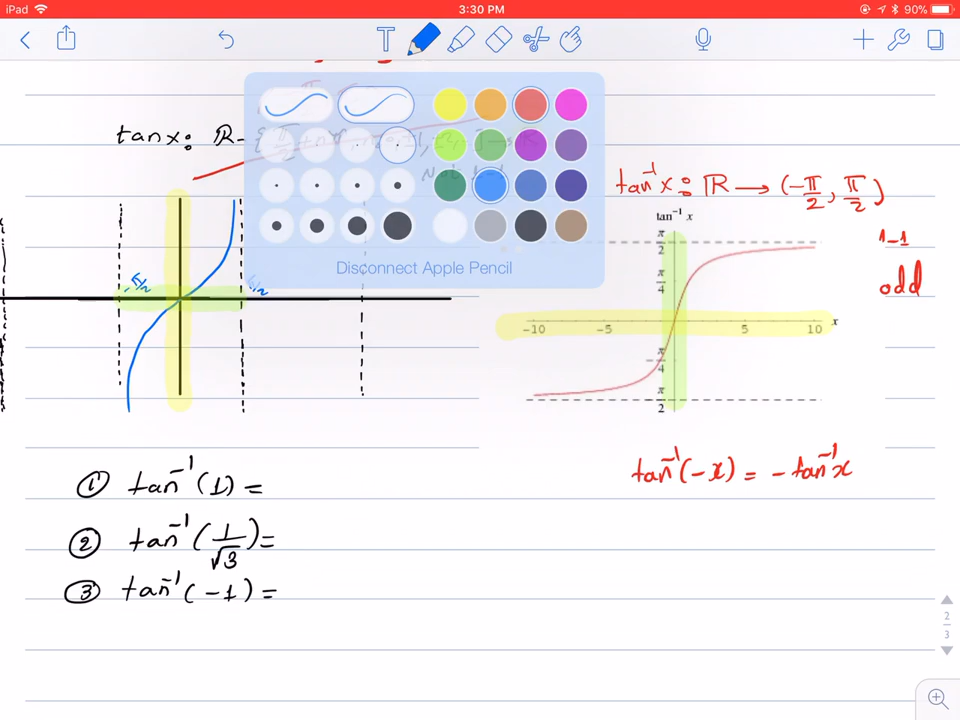 iPad 3:30 PM 90%
T
tan x: ℝ-
Disconnect Apple Pencil
tan⁻¹x: ℝ → (-π/2, π/2)
1-1
odd
-π/2 π/2
tan⁻¹ x
π/2
π/4
-10 -5 5 10 x
π/4
π/2
tan⁻¹(-x) = -tan⁻¹x
① tan⁻¹(1) =
② tan⁻¹(1/√3) =
③ tan⁻¹(-1) =
2/3